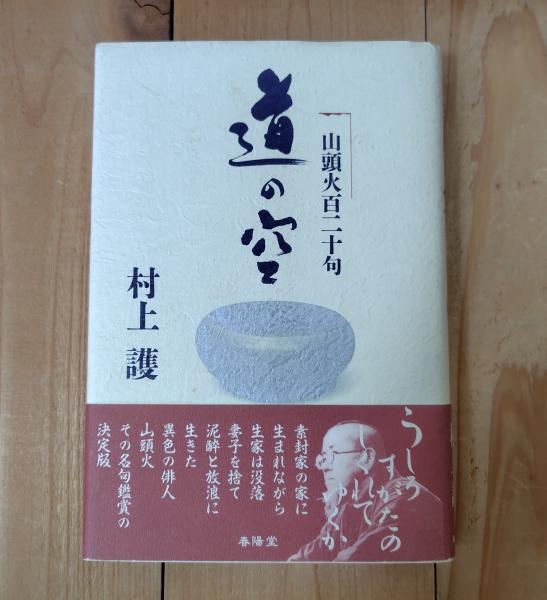 山頭火百二十句
道の空
村上 護
うしろ
すがたの
しぐれて
ゆくか
素封家の家に
生まれながら
生家は没落
妻子を捨て
泥酔と放浪に
生きた
異色の俳人
山頭火
その名句鑑賞の
決定版
春陽堂